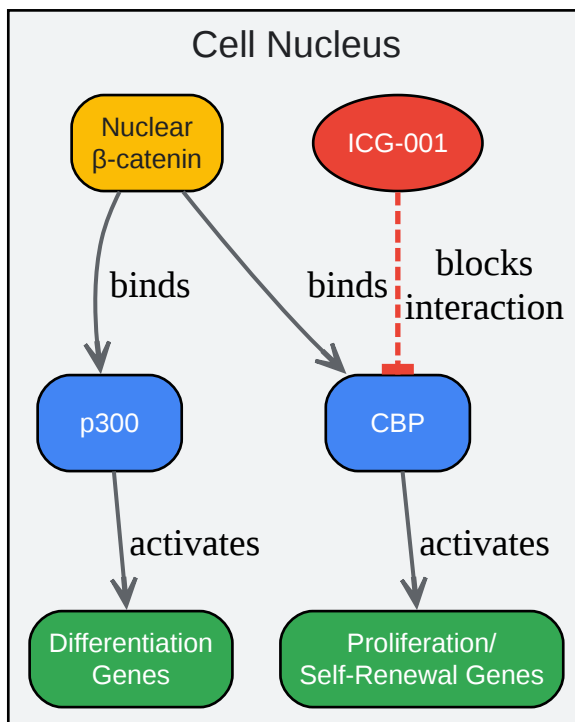 Cell Nucleus
Nuclear
β-catenin
ICG-001
binds
binds
blocks
interaction
p300
CBP
activates
activates
Differentiation
Genes
Proliferation/
Self-Renewal Genes